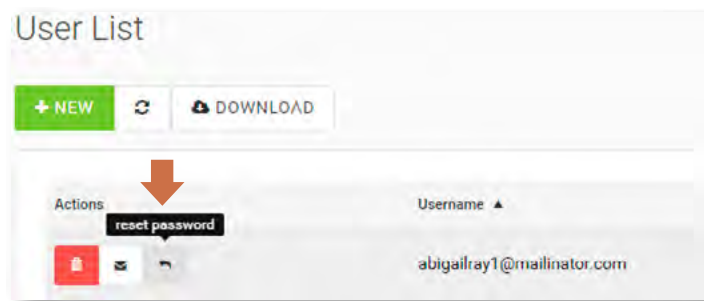 User List
+ NEW DOWNLOAD
Actions Username ▲
reset password
abigailray1@mailinator.com